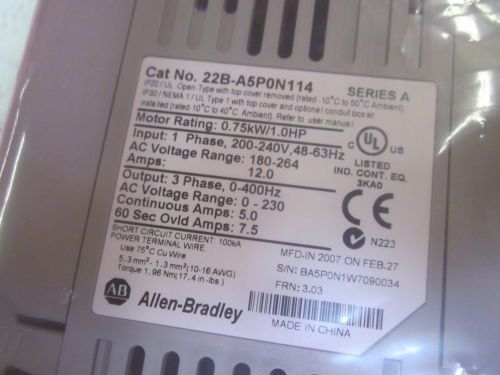 Cat No. 22B-A5P0N114 SERIES A
IP20 / UL Open Type with top cover removed (rated -10°C to 50°C Ambient)
IP30 / NEMA 1 / UL Type 1 with top cover and optional conduit box kit
installed (rated -10°C to 40°C Ambient). Refer to user manual
Motor Rating: 0.75kW/1.0HP
Input: 1 Phase, 200-240V, 48-63Hz
AC Voltage Range: 180-264
Amps: 12.0
Output: 3 Phase, 0-400Hz
AC Voltage Range: 0 - 230
Continuous Amps: 5.0
60 Sec Ovld Amps: 7.5
SHORT CIRCUIT CURRENT: 100kA
POWER TERMINAL WIRE:
Use 75°C Cu Wire
5.3 mm²- 1.3 mm²(10-16 AWG)
Torque 1.96 Nm(17.4 in -lbs )
AB Allen-Bradley
C UL US
LISTED
IND. CONT. EQ.
3KA0
CE
N223
MFD-IN 2007 ON FEB.27
S/N: BA5P0N1W7090034
FRN: 3.03
MADE IN CHINA